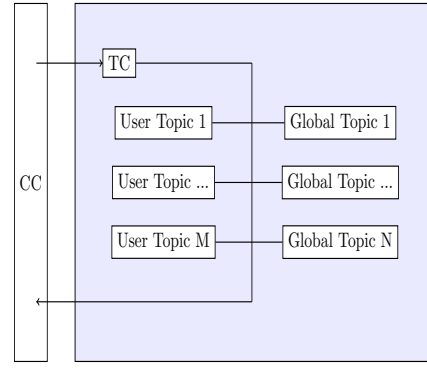 TC
User Topic 1
Global Topic 1
User Topic ...
Global Topic ...
CC
User Topic M
Global Topic N